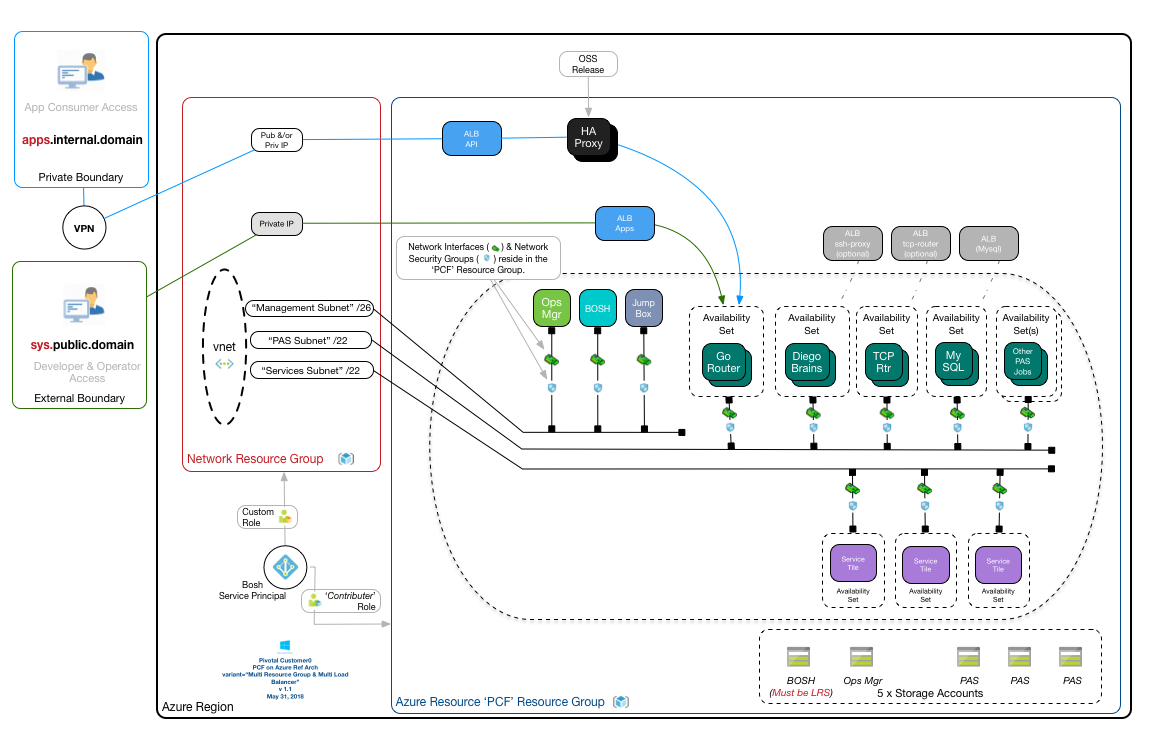 App Consumer Access
apps.internal.domain
Private Boundary
VPN
sys.public.domain
Developer & Operator
Access
External Boundary
OSS
Release
Pub &/or
Priv IP
ALB
API
HA
Proxy
Private IP
ALB
Apps
Network Interfaces ( ) & Network
Security Groups ( ) reside in the
'PCF' Resource Group.
ALB
ssh-proxy
(optional)
ALB
tcp-router
(optional)
ALB
(Mysql)
vnet
“Management Subnet” /26
“PAS Subnet” /22
“Services Subnet” /22
Ops
Mgr
BOSH
Jump
Box
Availability
Set
Go
Router
Availability
Set
Diego
Brains
Availability
Set
TCP
Rtr
Availability
Set
My
SQL
Availability
Set(s)
Other
PAS
Jobs
Network Resource Group
Custom
Role
Bosh
Service Principal
‘Contributer’
Role
Service
Tile
Availability
Set
Service
Tile
Availability
Set
Service
Tile
Availability
Set
Pivotal Customer0
PCF on Azure Ref Arch
variant=“Multi Resource Group & Multi Load
Balancer”
v 1.1
May 31, 2018
BOSH
(Must be LRS)
Ops Mgr
PAS
PAS
PAS
5 x Storage Accounts
Azure Region
Azure Resource ‘PCF’ Resource Group